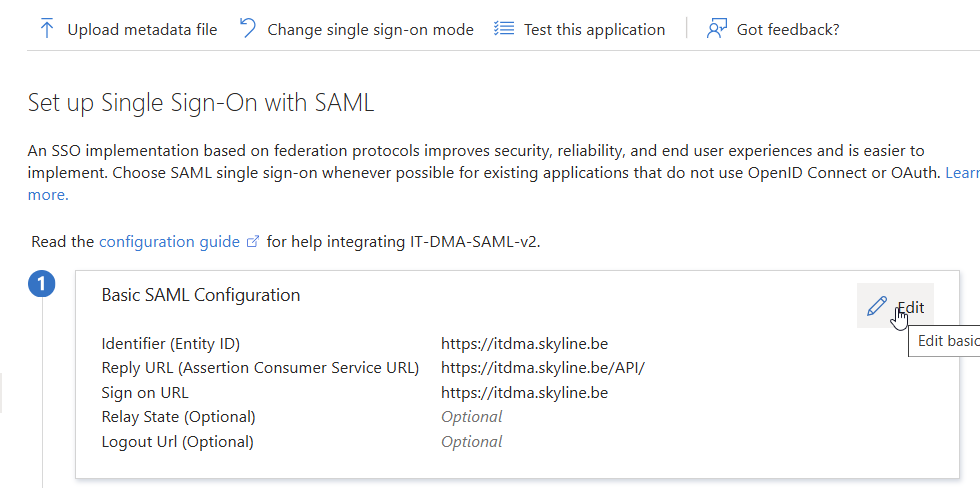 Upload metadata file Change single sign-on mode Test this application Got feedback?
Set up Single Sign-On with SAML
An SSO implementation based on federation protocols improves security, reliability, and end user experiences and is easier to
implement. Choose SAML single sign-on whenever possible for existing applications that do not use OpenID Connect or OAuth. Learn
more.
Read the configuration guide for help integrating IT-DMA-SAML-v2.
1
Basic SAML Configuration
Edit
Edit basic
Identifier (Entity ID) https://itdma.skyline.be
Reply URL (Assertion Consumer Service URL) https://itdma.skyline.be/API/
Sign on URL https://itdma.skyline.be
Relay State (Optional) Optional
Logout Url (Optional) Optional